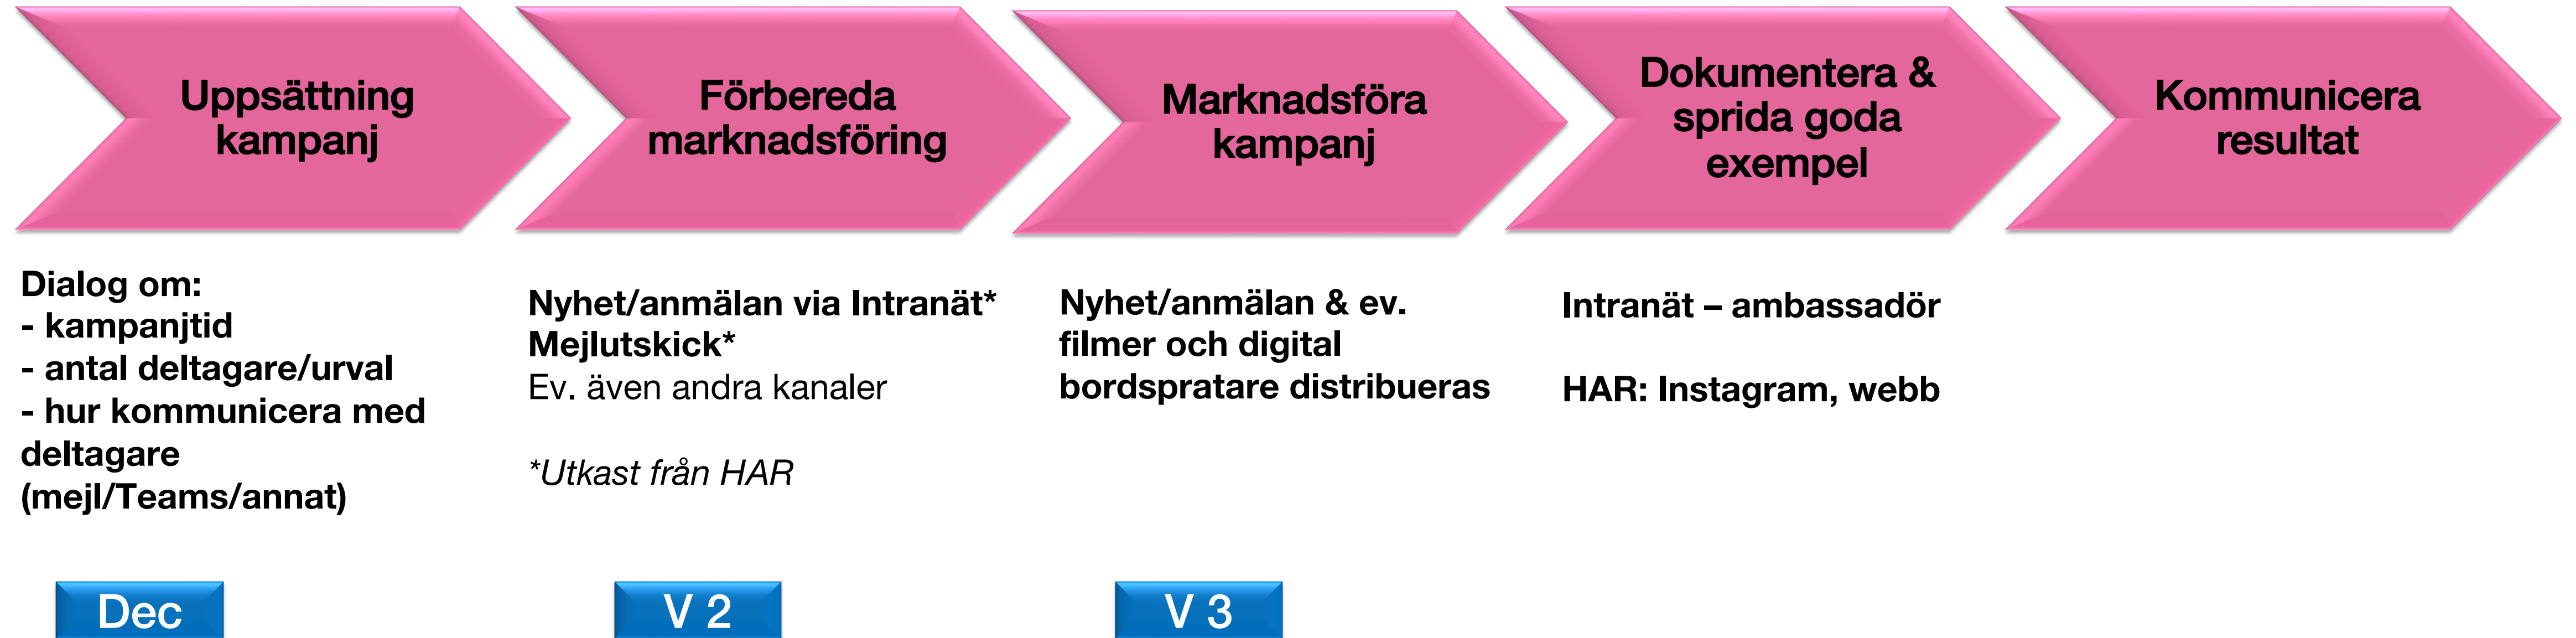 Uppsättning
kampanj
Förbereda
marknadsföring
Marknadsföra
kampanj
Dokumentera &
sprida goda
exempel
Kommunicera
resultat
Dialog om:
- kampanjtid
- antal deltagare/urval
- hur kommunicera med
deltagare
(mejl/Teams/annat)
Nyhet/anmälan via Intranät*
Mejlutskick*
Ev. även andra kanaler
*Utkast från HAR
Nyhet/anmälan & ev.
filmer och digital
bordspratare distribueras
Intranät – ambassadör
HAR: Instagram, webb
Dec
V 2
V 3